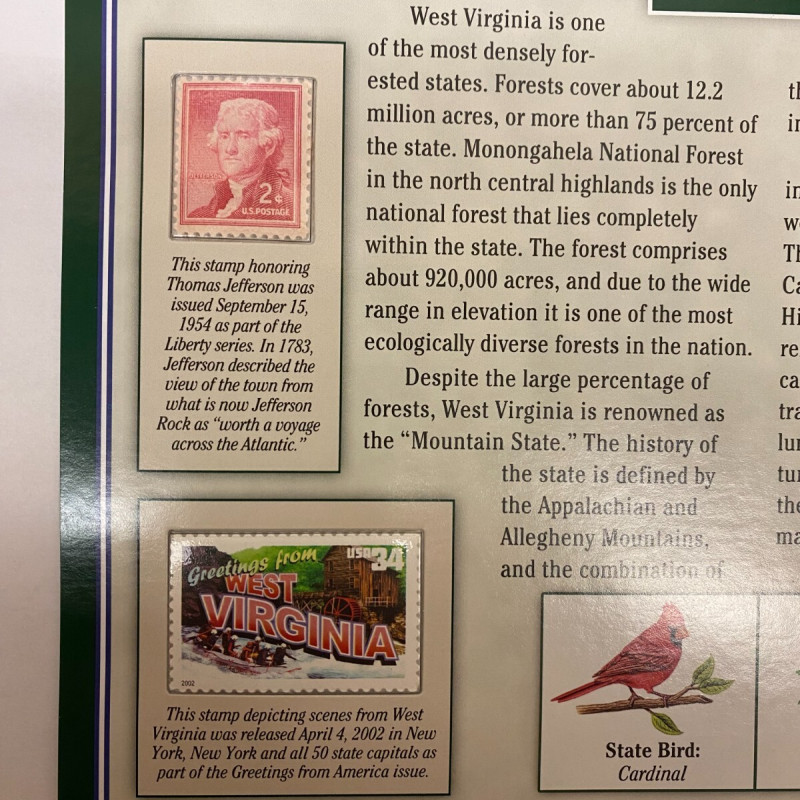 West Virginia is one
of the most densely for-
ested states. Forests cover about 12.2
million acres, or more than 75 percent of
the state. Monongahela National Forest
in the north central highlands is the only
national forest that lies completely
within the state. The forest comprises
about 920,000 acres, and due to the wide
range in elevation it is one of the most
ecologically diverse forests in the nation.
Despite the large percentage of
forests, West Virginia is renowned as
the “Mountain State.” The history of
the state is defined by
the Appalachian and
Allegheny Mountains,
and the combination of
JEFFERSON
2¢
U.S. POSTAGE
This stamp honoring
Thomas Jefferson was
issued September 15,
1954 as part of the
Liberty series. In 1783,
Jefferson described the
view of the town from
what is now Jefferson
Rock as “worth a voyage
across the Atlantic.”
Greetings from
USA 34
WEST
VIRGINIA
2002
This stamp depicting scenes from West
Virginia was released April 4, 2002 in New
York, New York and all 50 state capitals as
part of the Greetings from America issue.
State Bird:
Cardinal